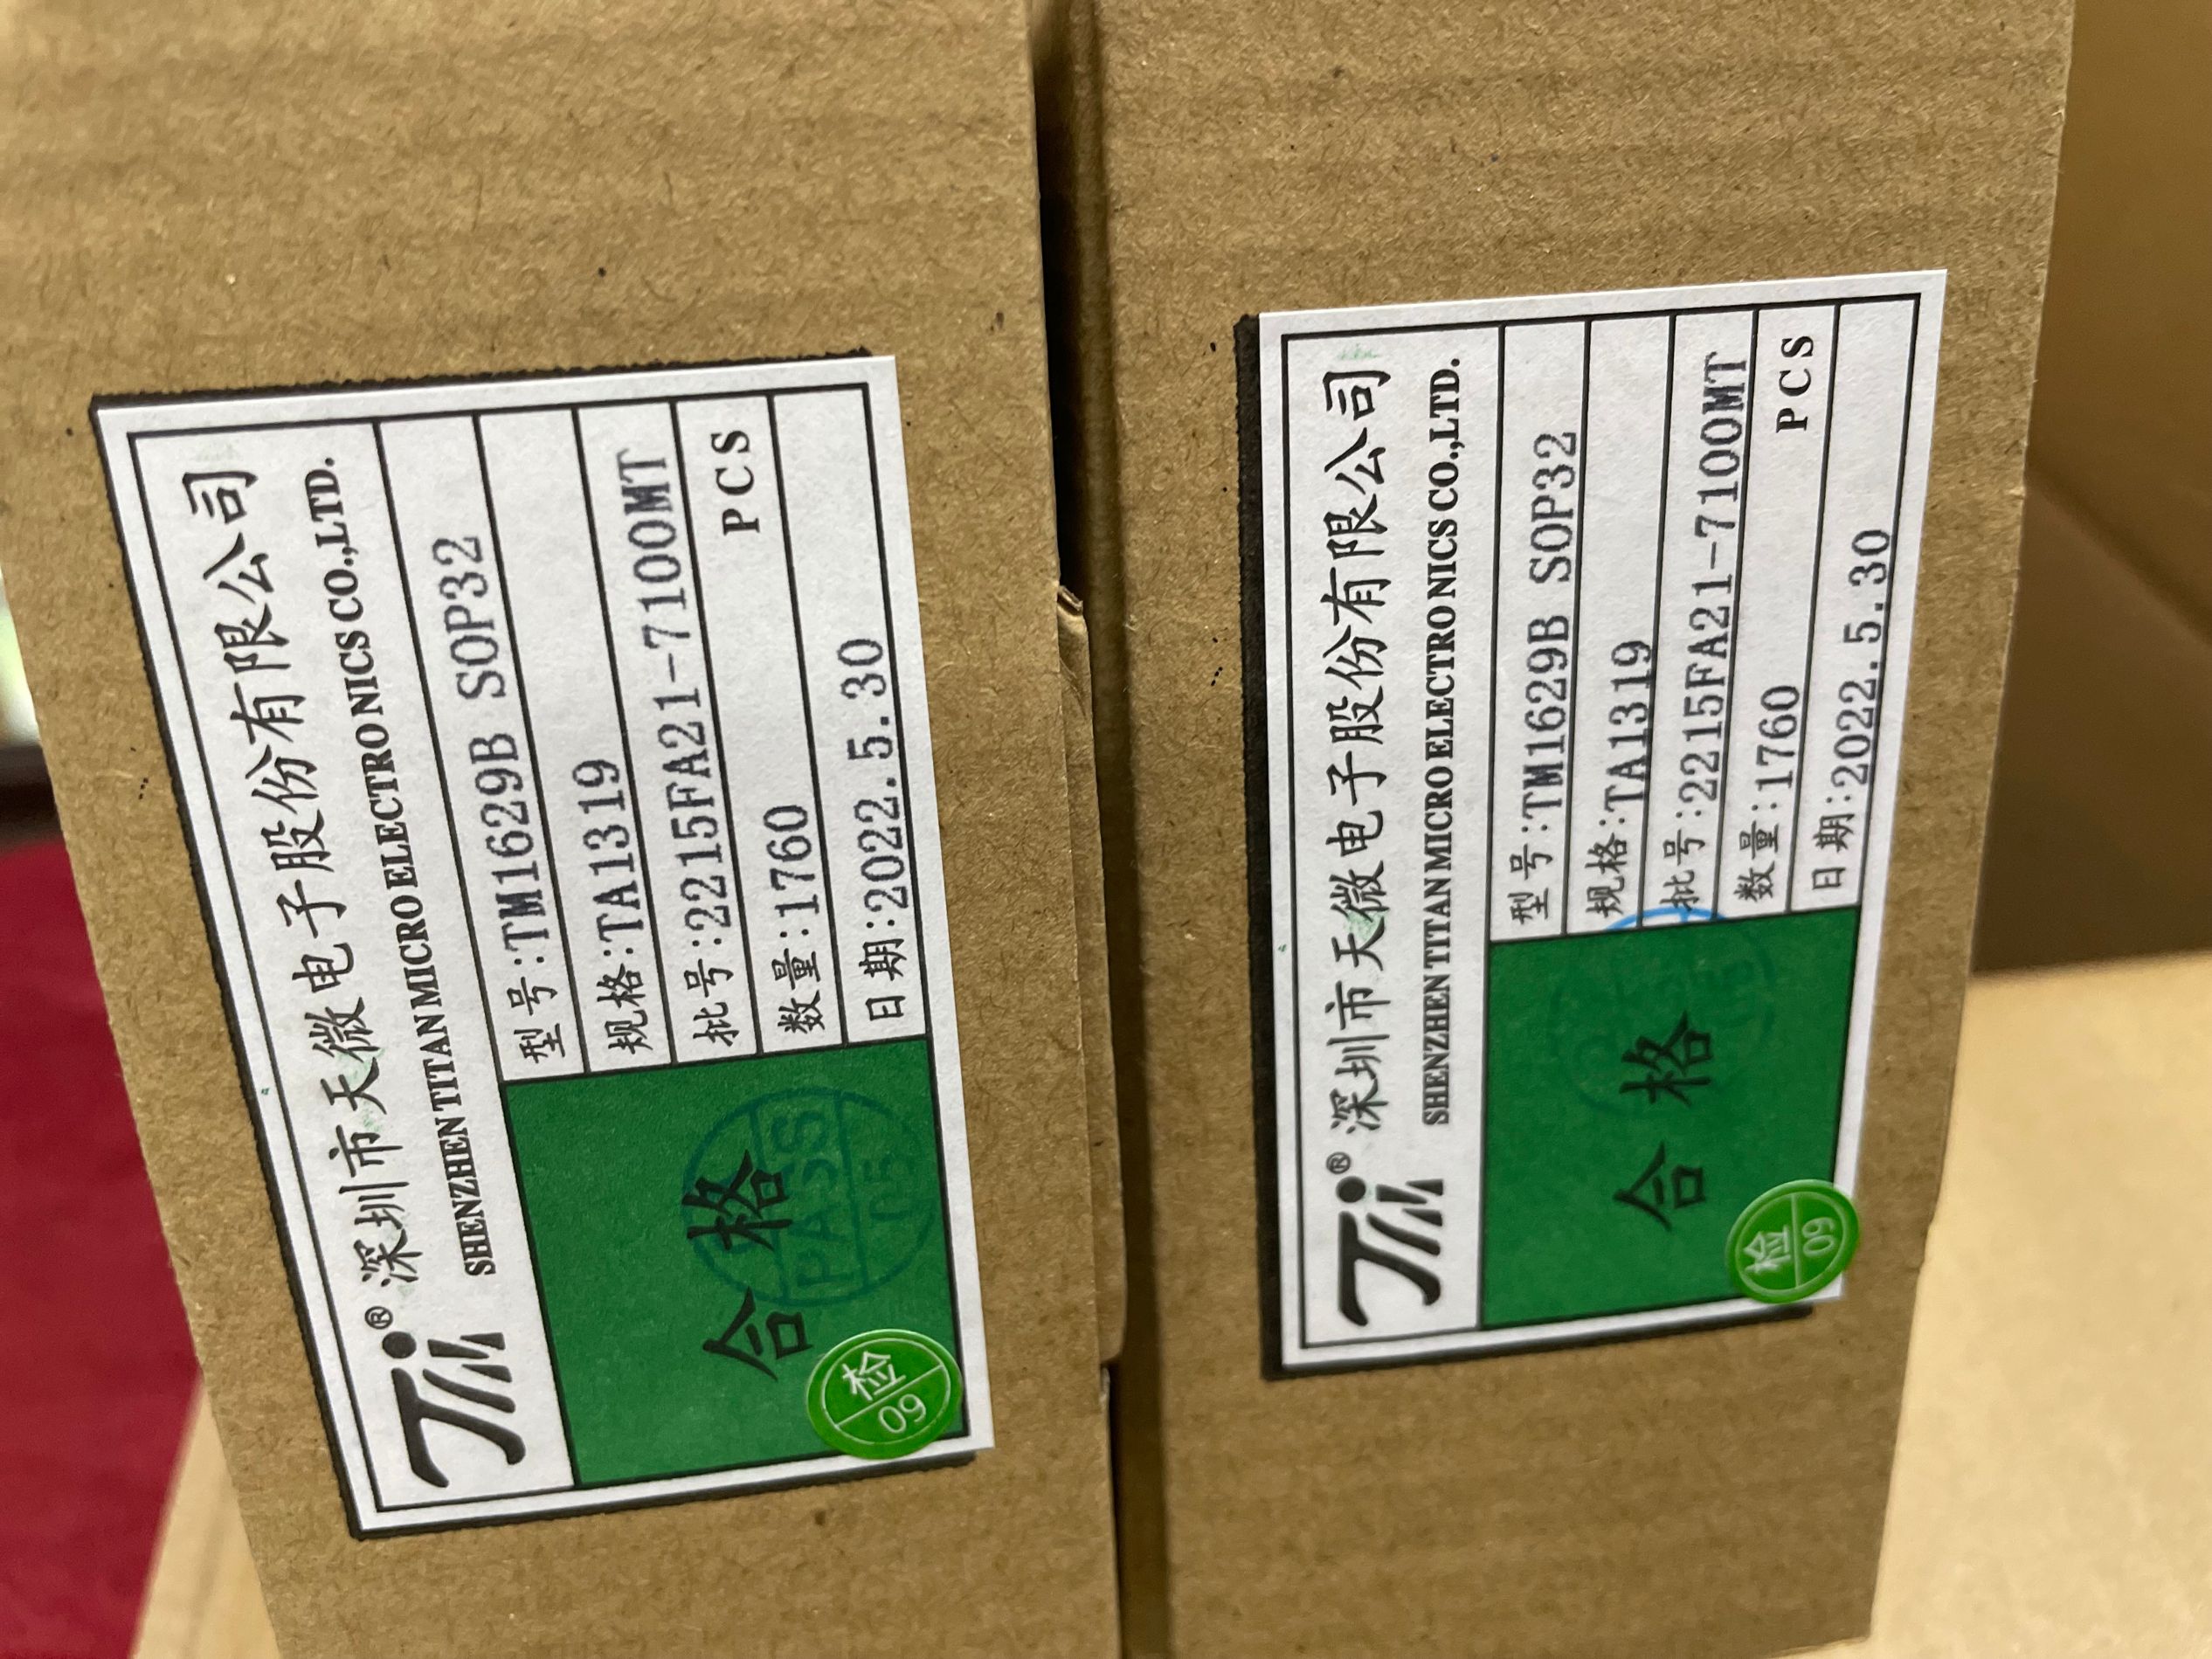 TM® 深圳市天微电子股份有限公司
SHENZHEN TITAN MICRO ELECTRONICS CO.,LTD.
型号:TM1629B SOP32
规格:TA1319
批号:2215FA21-7100MT
数量:1760 PCS
日期:2022.5.30
合格
PASS
检
09
TM® 深圳市天微电子股份有限公司
SHENZHEN TITAN MICRO ELECTRONICS CO.,LTD.
型号:TM1629B SOP32
规格:TA1319
批号:2215FA21-7100MT
数量:1760 PCS
日期:2022.5.30
合格
检
09